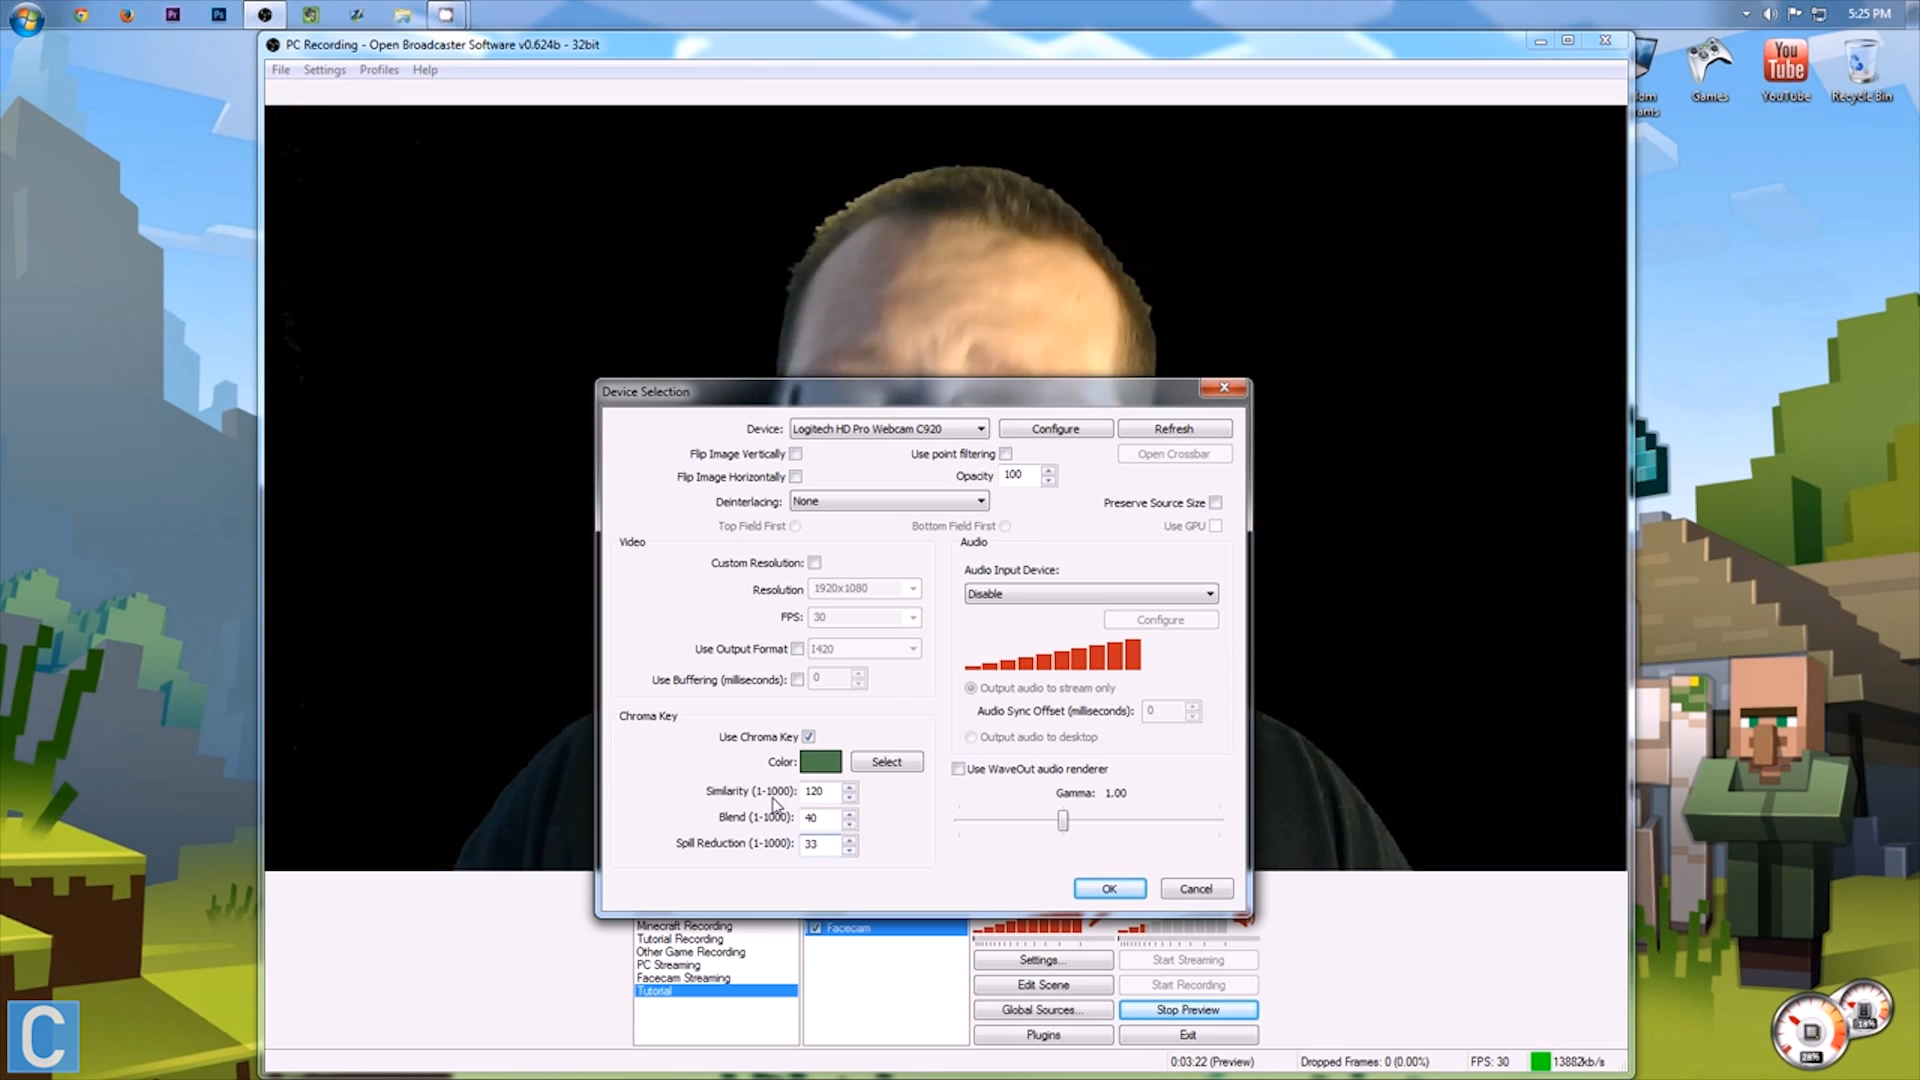 5:25 PM
PC Recording - Open Broadcaster Software v0.624b - 32bit
File Settings Profiles Help
Games
You Tube
YouTube
Recycle Bin
Device Selection
Device: Logitech HD Pro Webcam C920 Configure Refresh
Flip Image Vertically Use point filtering Open Crossbar
Flip Image Horizontally Opacity 100
Deinterlacing: None Preserve Source Size
Top Field First Bottom Field First Use GPU
Video
Custom Resolution:
Resolution 1920x1080
FPS: 30
Use Output Format I420
Use Buffering (milliseconds): 0
Audio
Audio Input Device:
Disable
Configure
Output audio to stream only
Audio Sync Offset (milliseconds): 0
Output audio to desktop
Use WaveOut audio renderer
Gamma: 1.00
Chroma Key
Use Chroma Key
Color: Select
Similarity (1-1000): 120
Blend (1-1000): 40
Spill Reduction (1-1000): 33
OK Cancel
Minecraft Recording
Tutorial Recording
Other Game Recording
PC Streaming
Facecam Streaming
Tutorial
Facecam
Settings... Start Streaming
Edit Scene Start Recording
Global Sources... Stop Preview
Plugins Exit
0:03:22 (Preview) Dropped Frames: 0 (0.00%) FPS: 30 13882kb/s
C
Pr
Ps
28%
18%